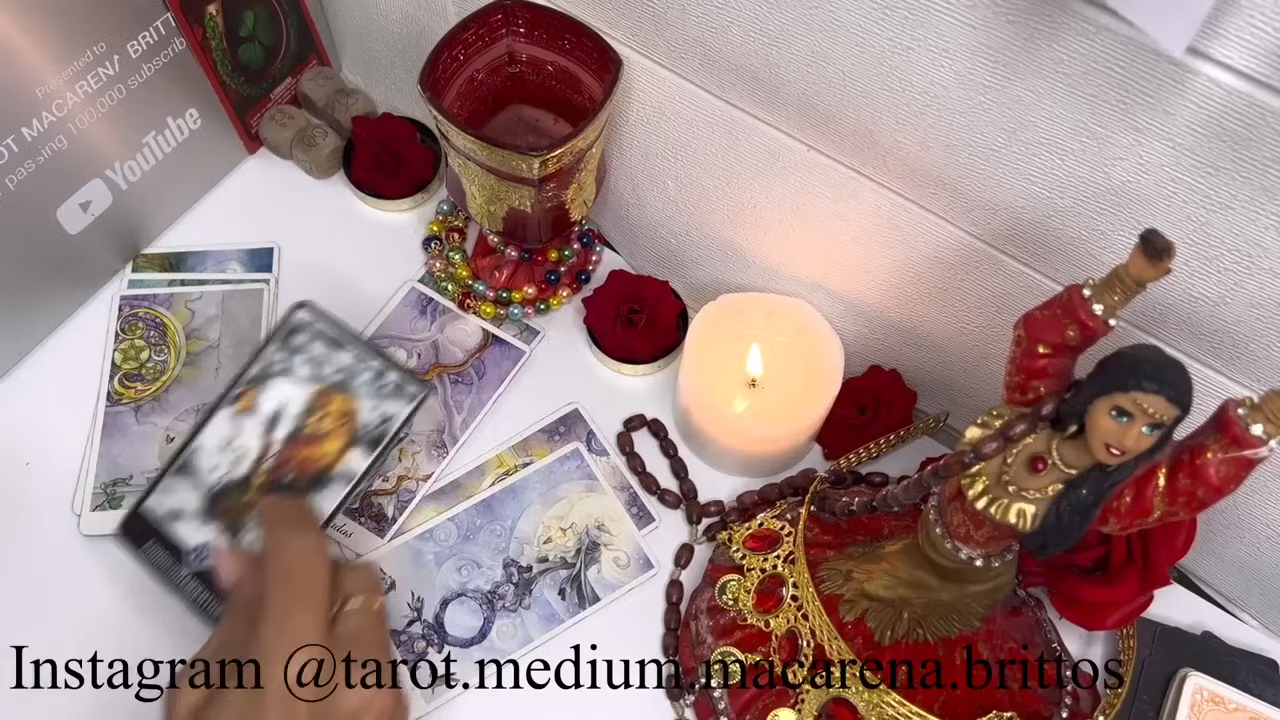 Presented to
OT MACARENA BRITT
passing 100,000 subscrib
YouTube
Instagram @tarot.medium.macarena.brittos